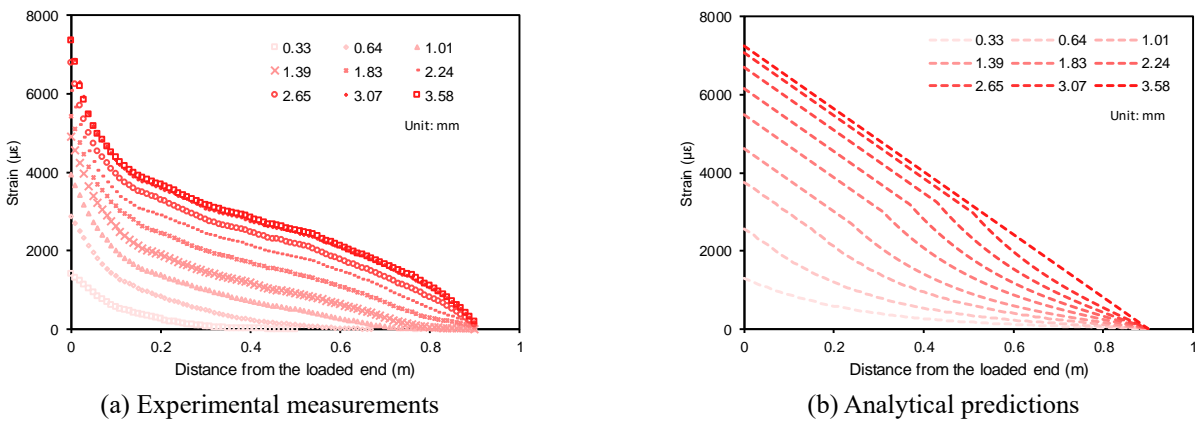 8000
6000
4000
2000
0
Strain (με)
0.33 0.64 1.01
1.39 1.83 2.24
2.65 3.07 3.58
Unit: mm
0 0.2 0.4 0.6 0.8 1
Distance from the loaded end (m)
(a) Experimental measurements
8000
7000
6000
5000
4000
3000
2000
1000
0
Strain (με)
0.33 0.64 1.01
1.39 1.83 2.24
2.65 3.07 3.58
Unit: mm
0 0.2 0.4 0.6 0.8 1
Distance from the loaded end (m)
(b) Analytical predictions